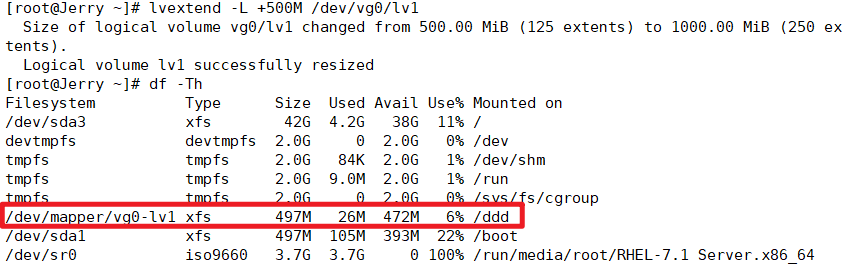 [root@Jerry ~]# lvextend -L +500M /dev/vg0/lv1
  Size of logical volume vg0/lv1 changed from 500.00 MiB (125 extents) to 1000.00 MiB (250 ex
tents).
  Logical volume lv1 successfully resized
[root@Jerry ~]# df -Th
Filesystem          Type      Size  Used Avail Use% Mounted on
/dev/sda3           xfs        42G  4.2G   38G  11% /
devtmpfs            devtmpfs  2.0G     0  2.0G   0% /dev
tmpfs               tmpfs     2.0G   84K  2.0G   1% /dev/shm
tmpfs               tmpfs     2.0G  9.0M  2.0G   1% /run
tmpfs               tmpfs     2.0G     0  2.0G   0% /sys/fs/cgroup
/dev/mapper/vg0-lv1 xfs       497M   26M  472M   6% /ddd
/dev/sda1           xfs       497M  105M  393M  22% /boot
/dev/sr0            iso9660   3.7G  3.7G     0 100% /run/media/root/RHEL-7.1 Server.x86_64